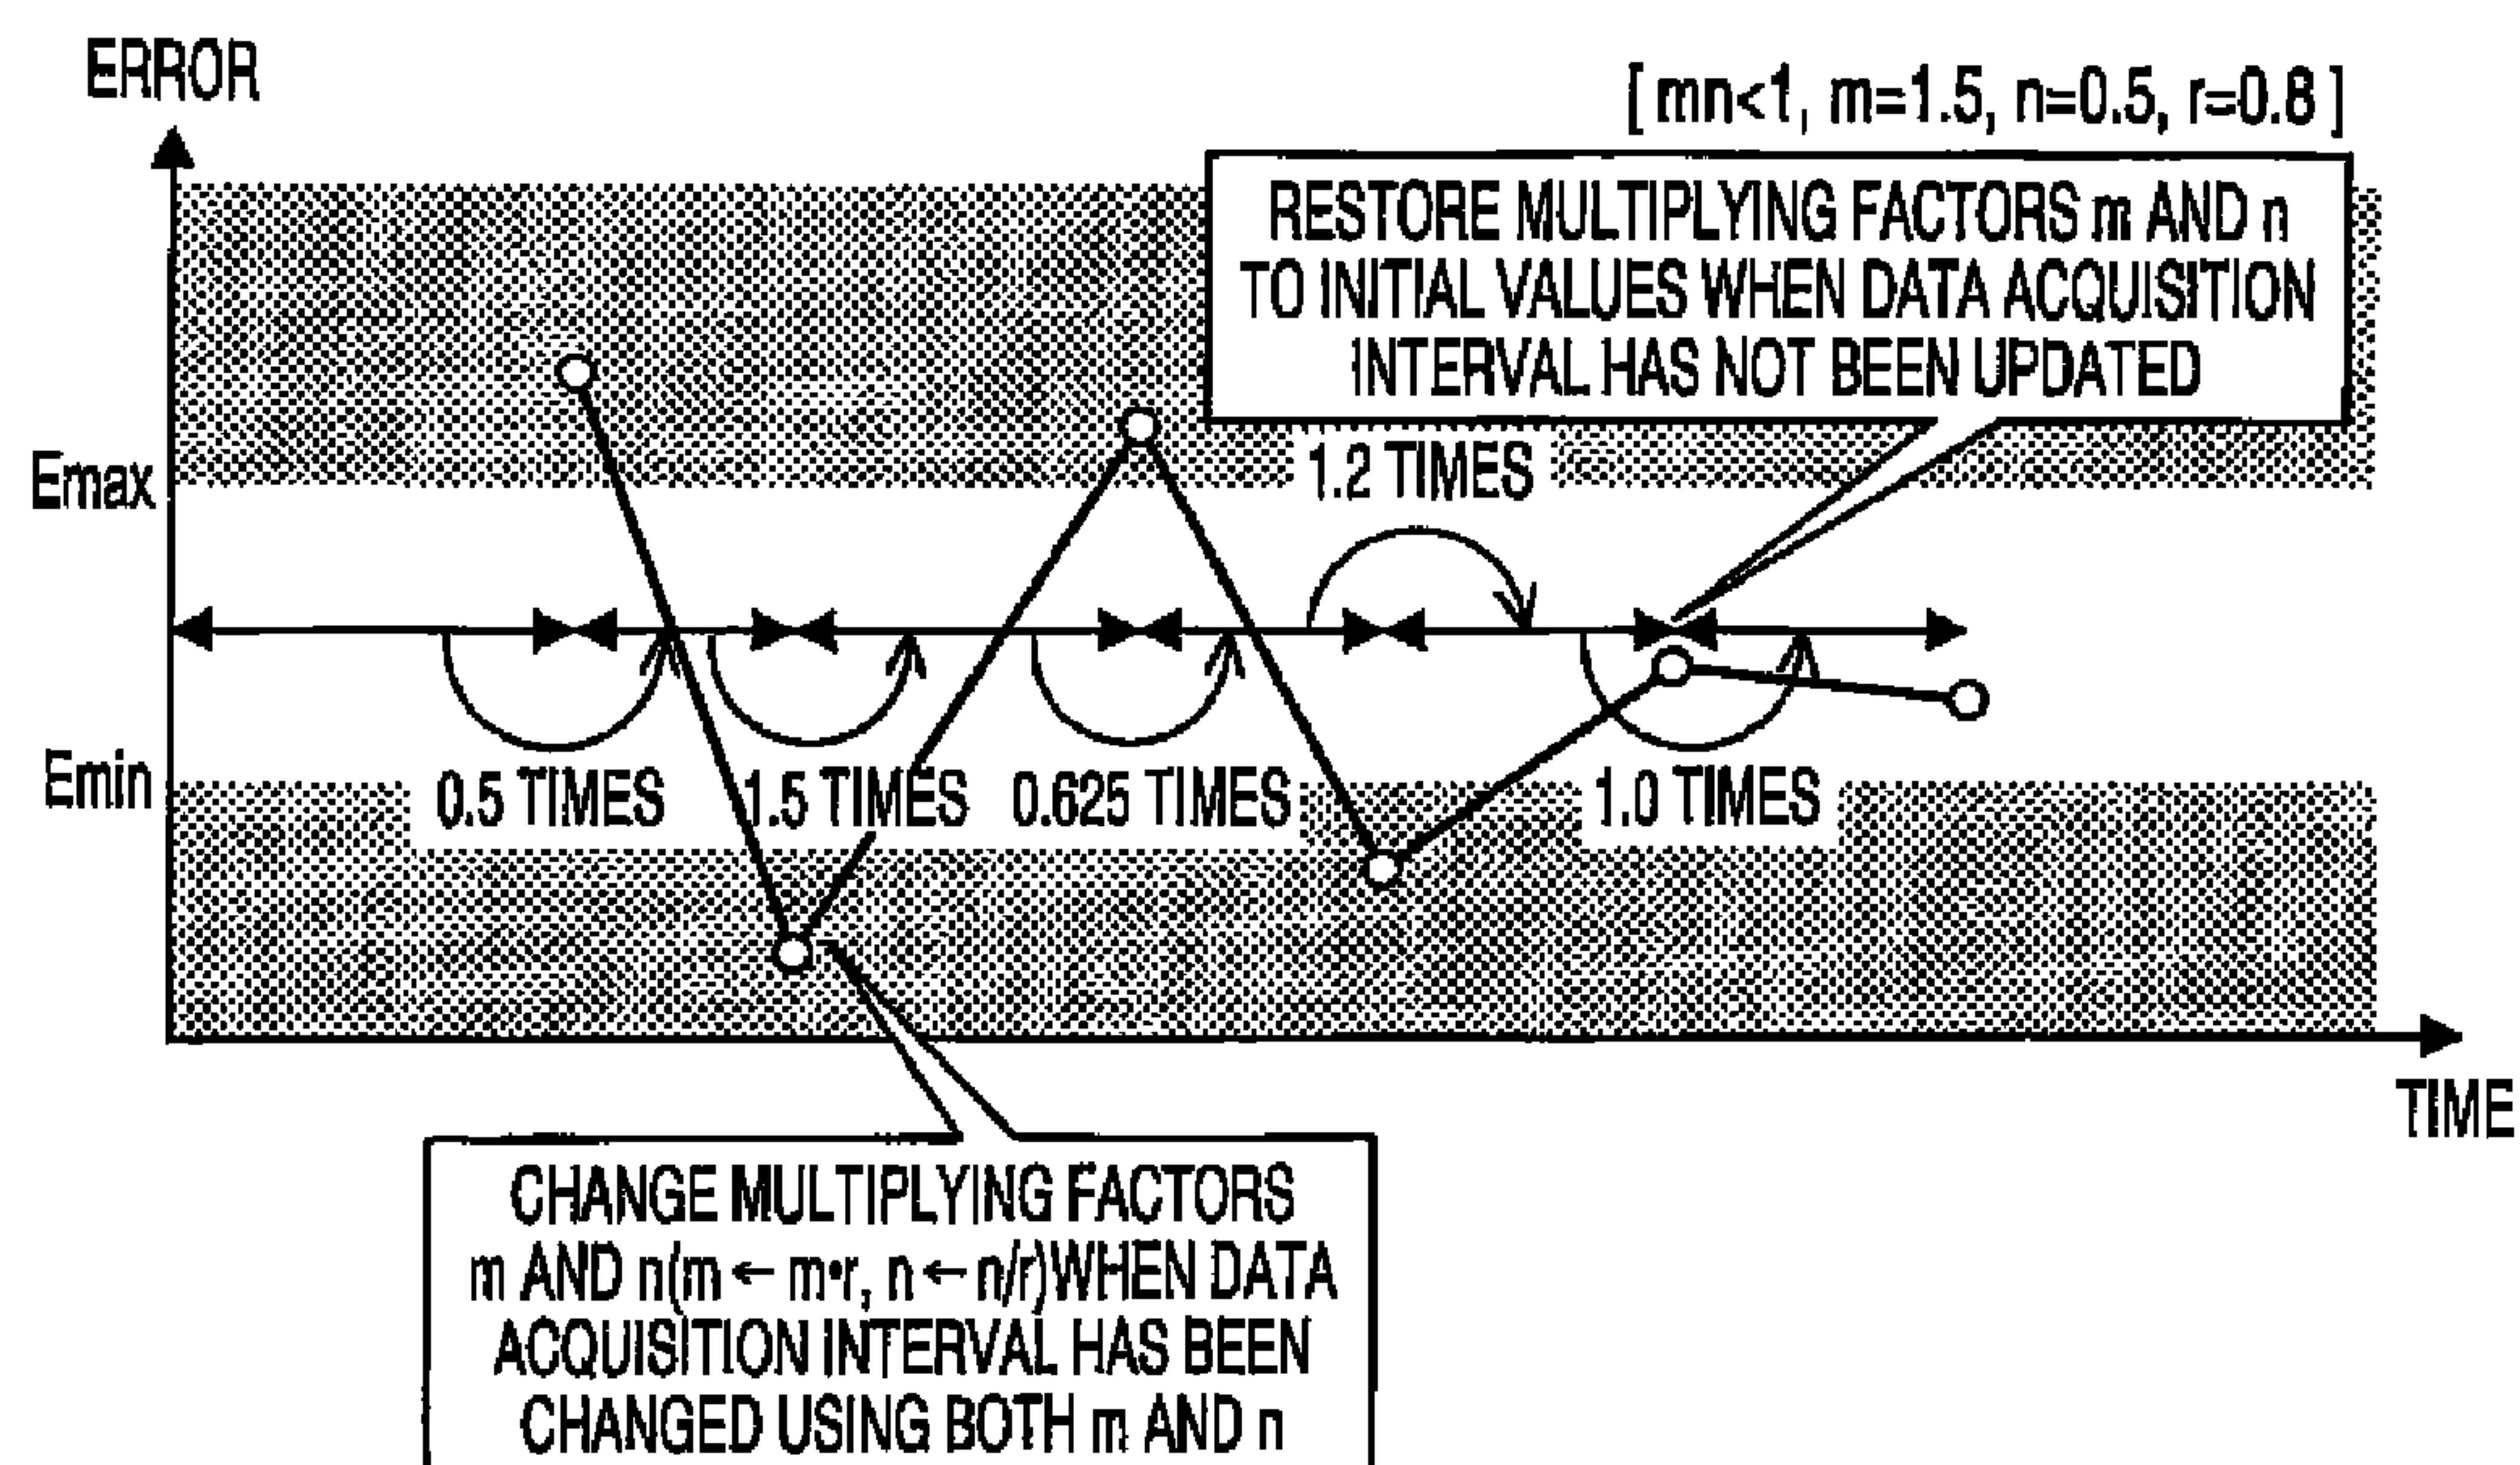 ERROR
[ mn<1, m=1.5, n=0.5, r=0.8 ]
RESTORE MULTIPLYING FACTORS m AND n
TO INITIAL VALUES WHEN DATA ACQUISITION
INTERVAL HAS NOT BEEN UPDATED
Emax
1.2 TIMES
Emin
0.5 TIMES
1.5 TIMES
0.625 TIMES
1.0 TIMES
TIME
CHANGE MULTIPLYING FACTORS
m AND n(m ← m•r, n ← n/r)WHEN DATA
ACQUISITION INTERVAL HAS BEEN
CHANGED USING BOTH m AND n